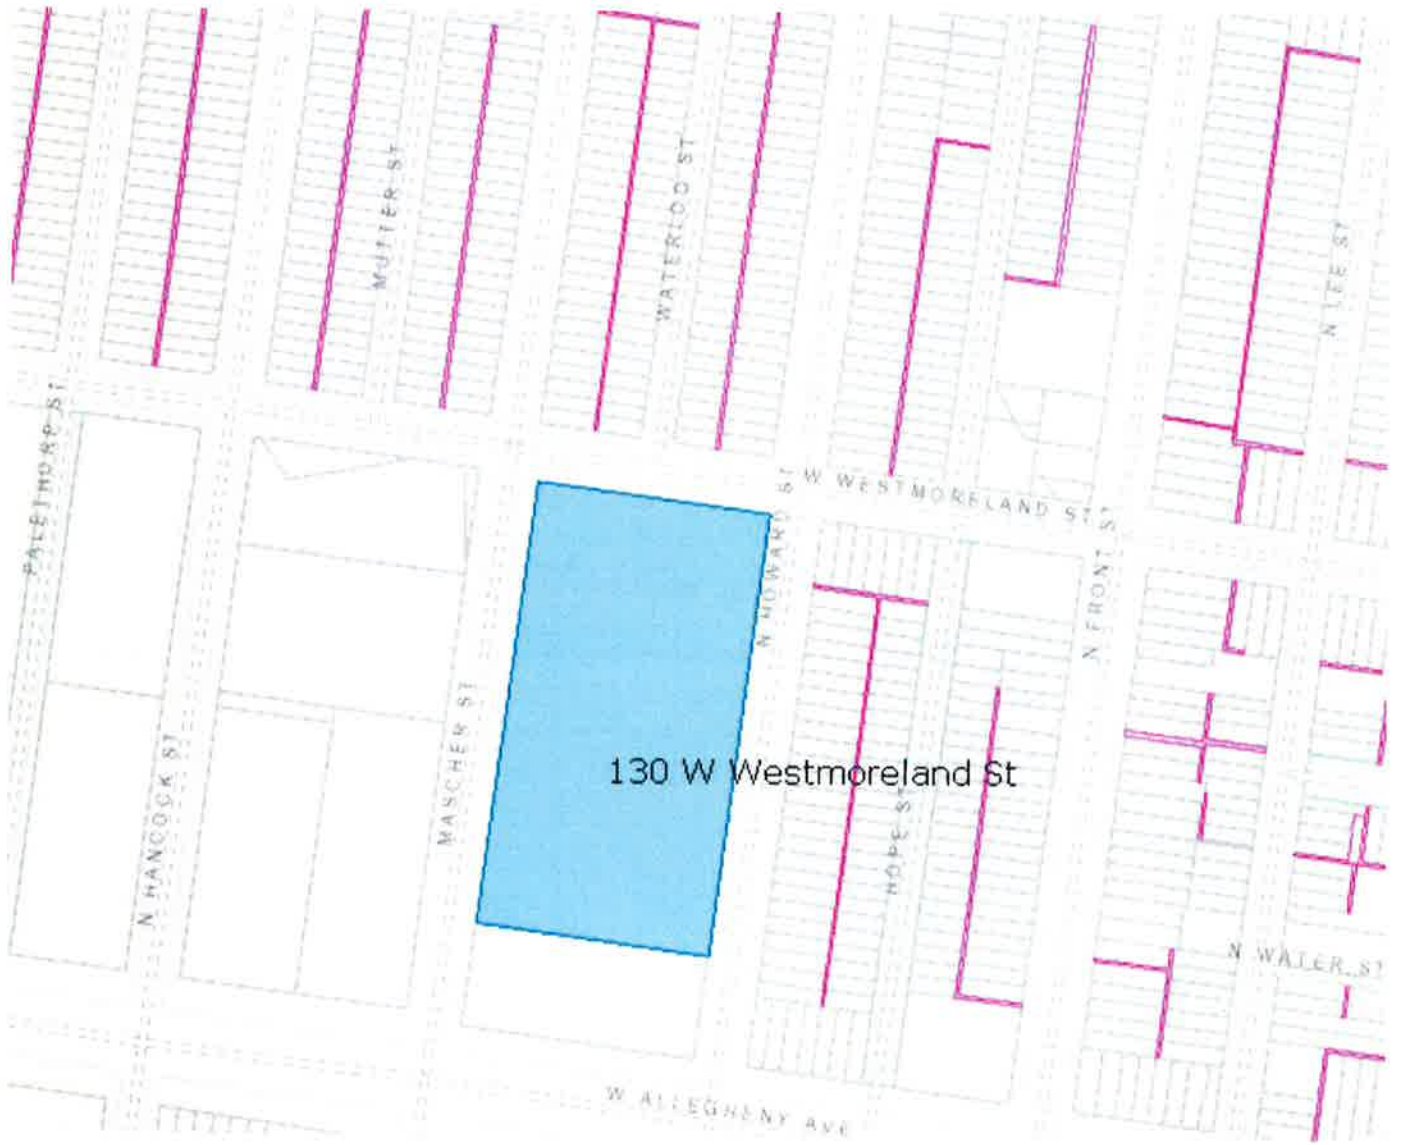 MUTTER ST
WATERLOO ST
N LEE ST
PALETHORP ST
W WESTMORELAND ST
N HOWARD ST
N FRONT ST
MASCHER ST
N HANCOCK ST
130 W Westmoreland St
HOPE ST
N WATER ST
W ALLEGHENY AVE